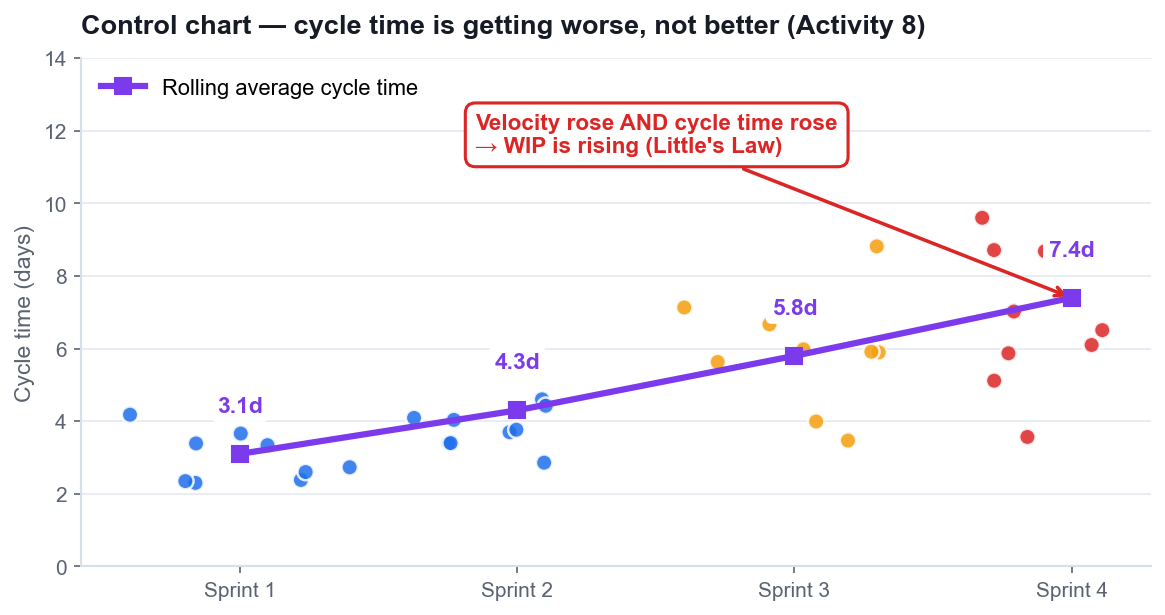 Control chart — cycle time is getting worse, not better (Activity 8)
14
Rolling average cycle time
Velocity rose AND cycle time rose
→ WIP is rising (Little's Law)
12
10
8
6
4
2
0
Cycle time (days)
3.1d
4.3d
5.8d
7.4d
Sprint 1
Sprint 2
Sprint 3
Sprint 4